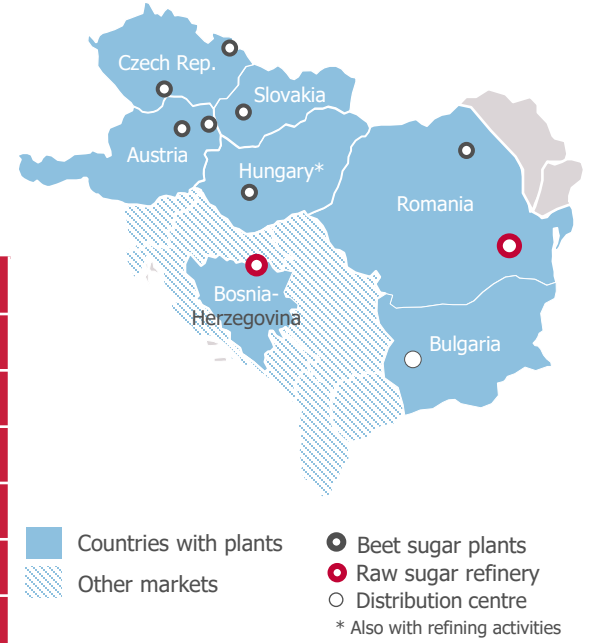 Czech Rep.
Slovakia
Austria
Hungary*
Romania
Bosnia-
Herzegovina
Bulgaria
Countries with plants
Other markets
Beet sugar plants
Raw sugar refinery
Distribution centre
* Also with refining activities